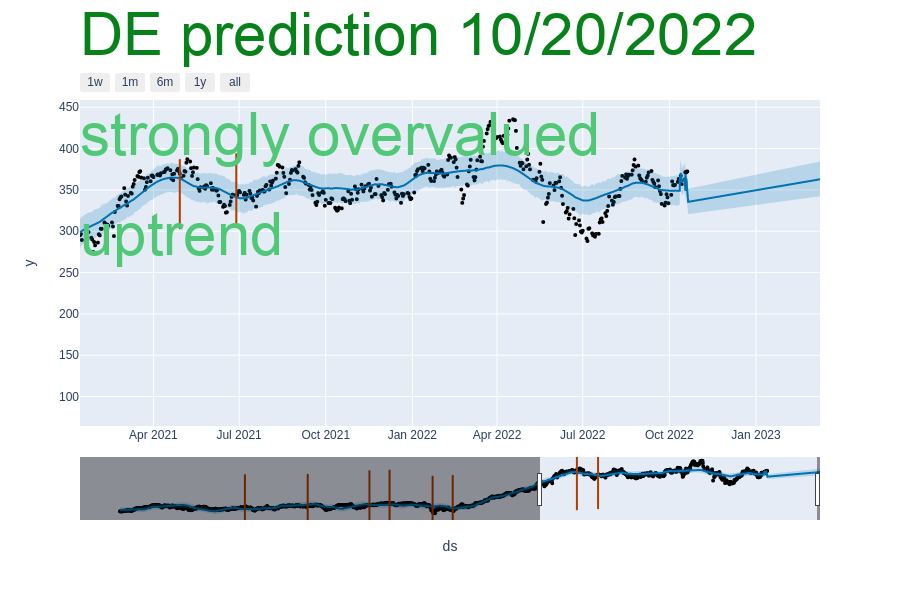 DE prediction 10/20/2022
1w 1m 6m 1y all
strongly overvalued
uptrend
450
400
350
300
250
200
150
100
y
Apr 2021 Jul 2021 Oct 2021 Jan 2022 Apr 2022 Jul 2022 Oct 2022 Jan 2023
ds